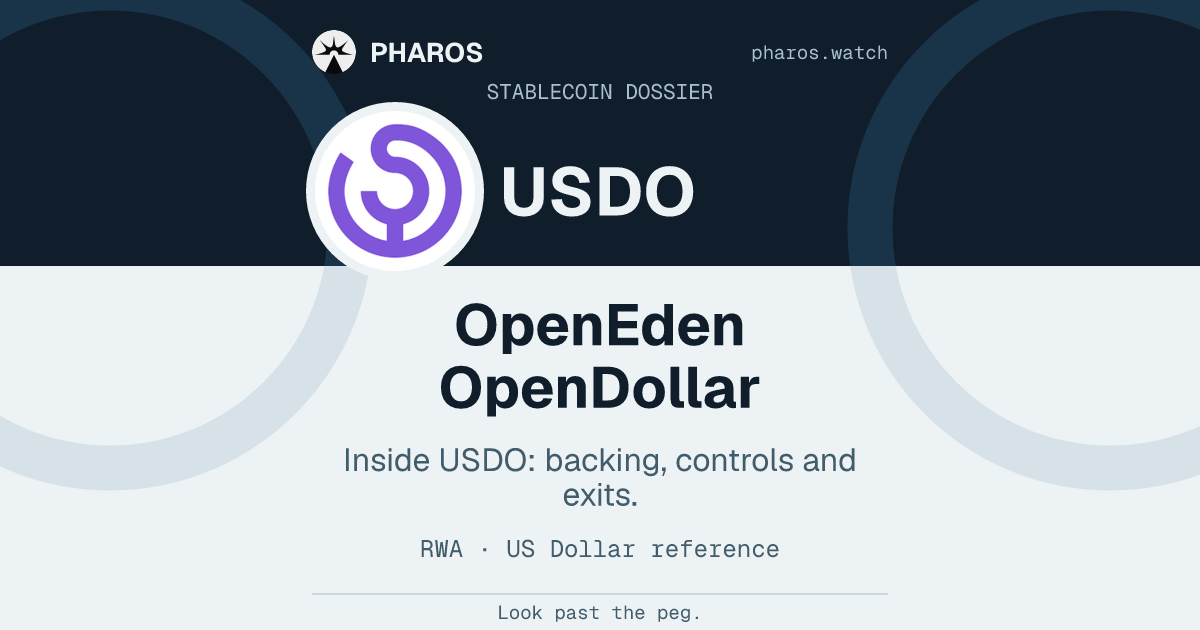 PHAROS
pharos.watch
STABLECOIN DOSSIER
USDO
OpenEden
OpenDollar
Inside USDO: backing, controls and
exits.
RWA · US Dollar reference
Look past the peg.